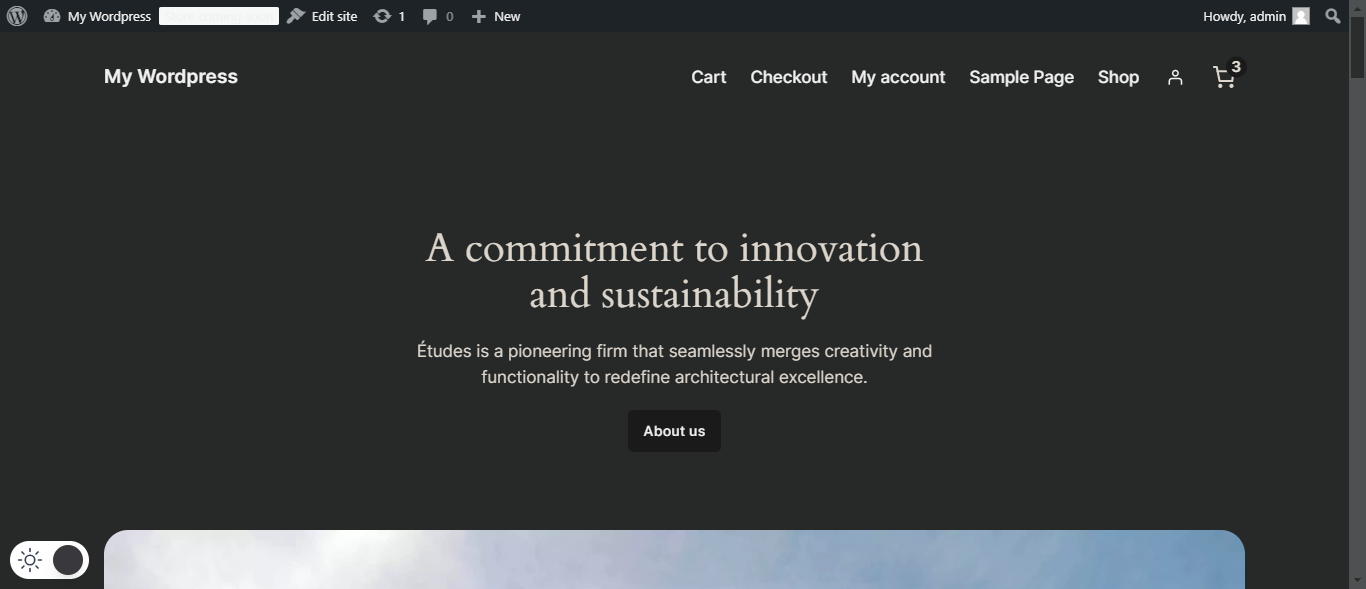 My Wordpress
Edit site
1
0
New
Howdy, admin
My Wordpress
Cart
Checkout
My account
Sample Page
Shop
3
A commitment to innovation
and sustainability
Études is a pioneering firm that seamlessly merges creativity and
functionality to redefine architectural excellence.
About us